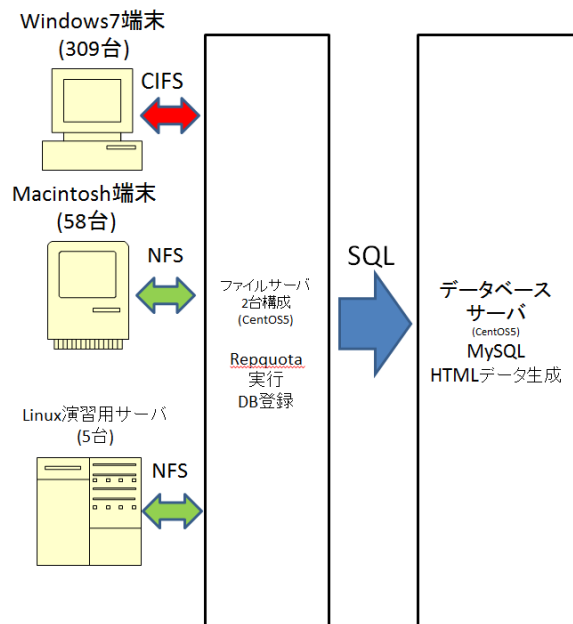 Windows7端末
(309台)
CIFS
Macintosh端末
(58台)
NFS
Linux演習用サーバ
(5台)
NFS
ファイルサーバ
2台構成
(CentOS5)
Repquota
実行
DB登録
SQL
データベース
サーバ
(CentOS5)
MySQL
HTMLデータ生成